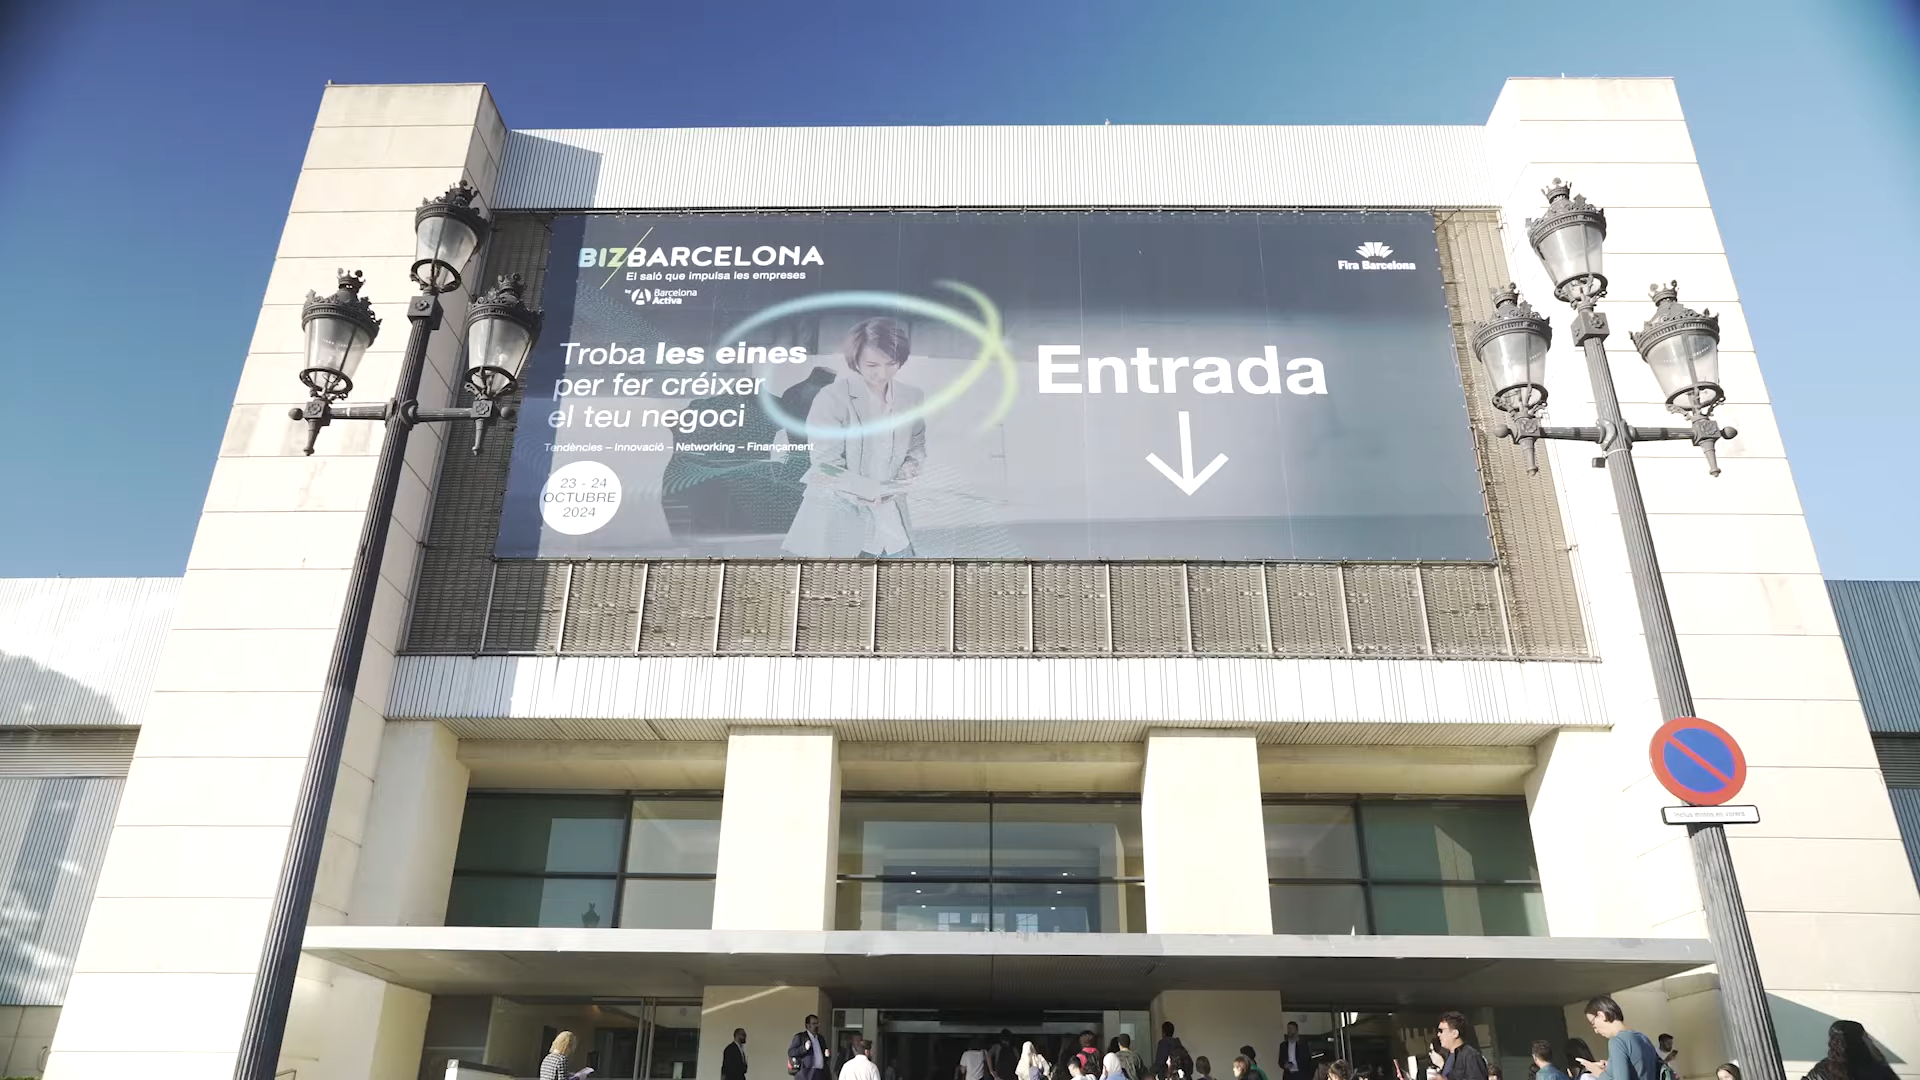 BIZBARCELONA
El saló que impulsa les empreses
by Barcelona
Activa
Fira Barcelona
Troba les eines
per fer créixer
el teu negoci
Tendències – Innovació – Networking – Finançament
23 - 24
OCTUBRE
2024
Entrada